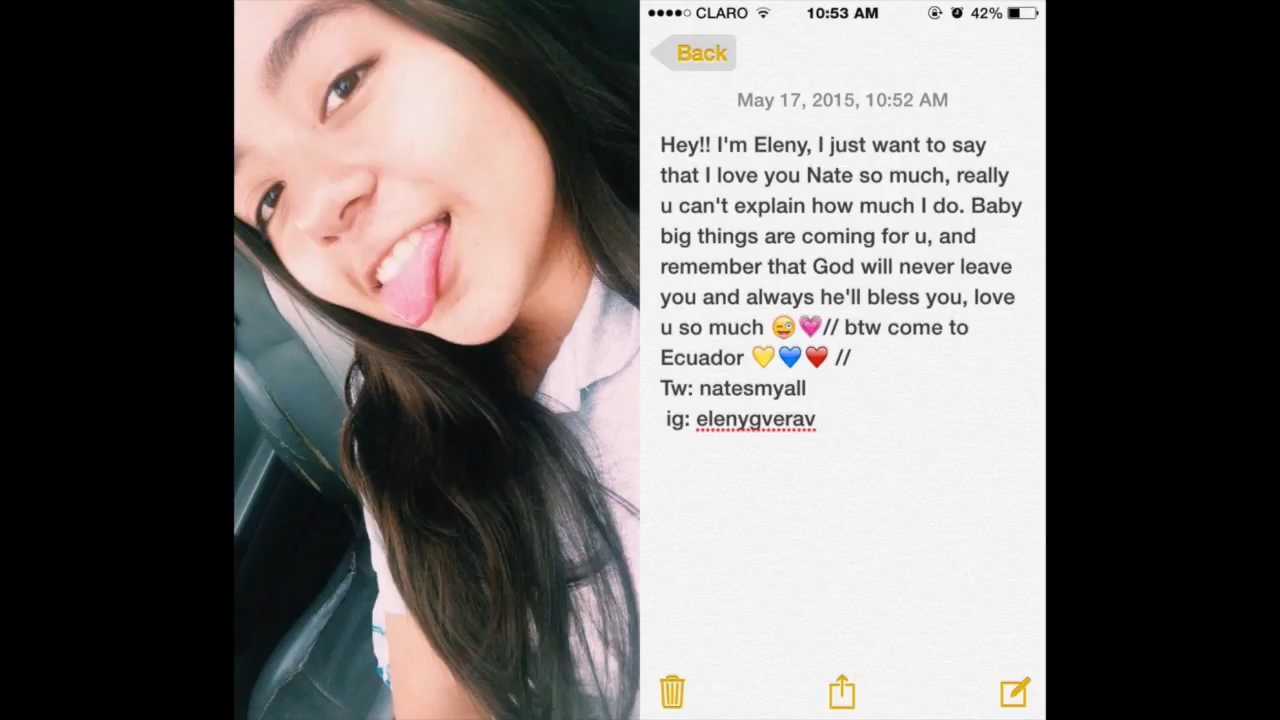 CLARO 10:53 AM 42%
Back
May 17, 2015, 10:52 AM
Hey!! I'm Eleny, I just want to say
that I love you Nate so much, really
u can't explain how much I do. Baby
big things are coming for u, and
remember that God will never leave
you and always he'll bless you, love
u so much 😜💗// btw come to
Ecuador 💛💙❤️ //
Tw: natesmyall
ig: elenygverav